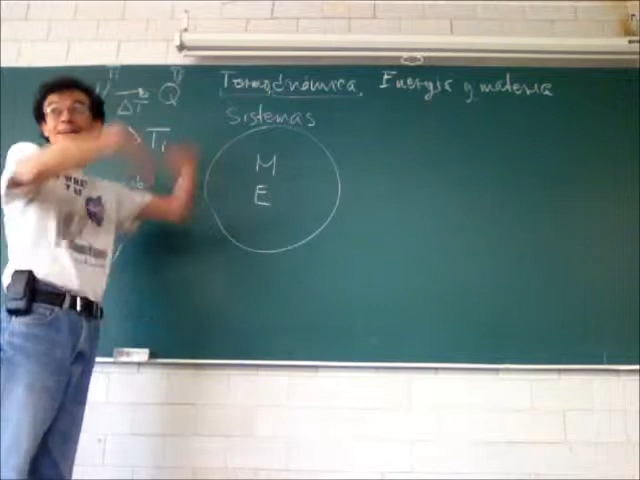 Termodinámica Energía y materia
ΔT Q
Sistemas
T₁
M
E